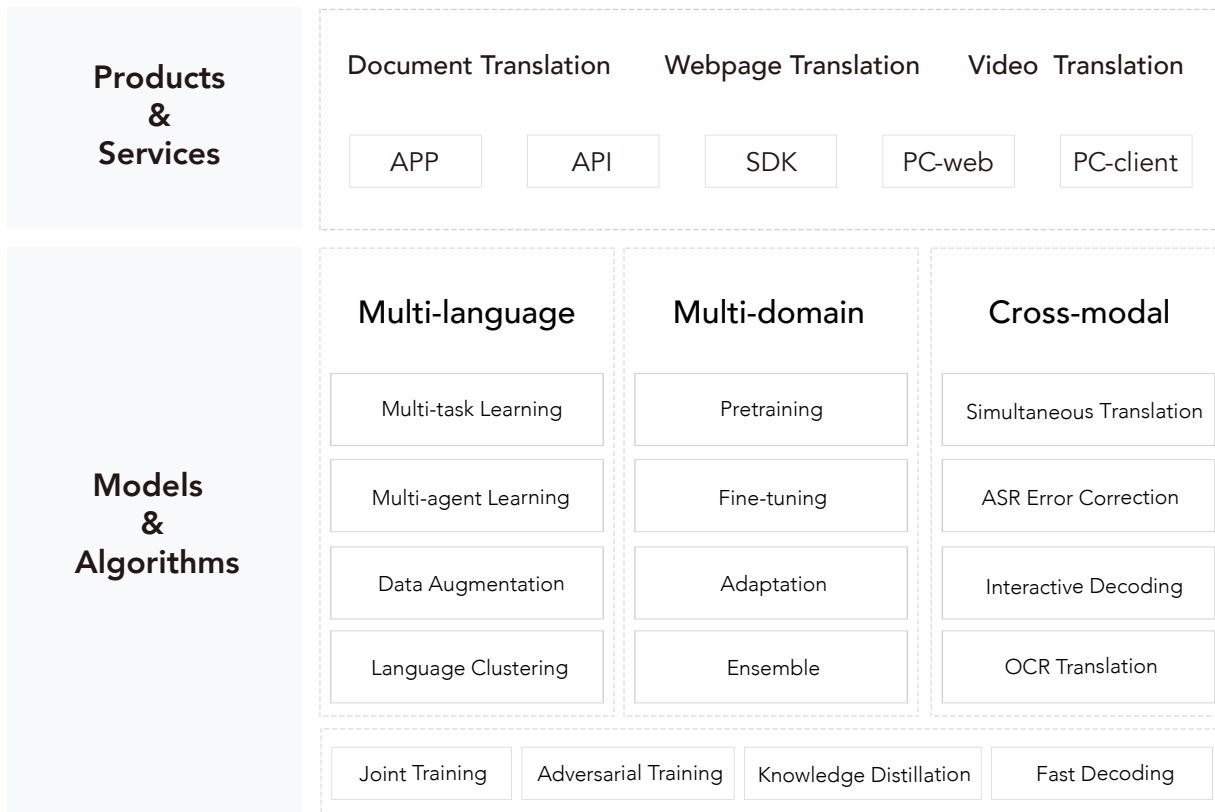 Products
&
Services
Document Translation Webpage Translation Video Translation
APP API SDK PC-web PC-client
Models
&
Algorithms
Multi-language
Multi-task Learning
Multi-agent Learning
Data Augmentation
Language Clustering
Multi-domain
Pretraining
Fine-tuning
Adaptation
Ensemble
Cross-modal
Simultaneous Translation
ASR Error Correction
Interactive Decoding
OCR Translation
Joint Training Adversarial Training Knowledge Distillation Fast Decoding